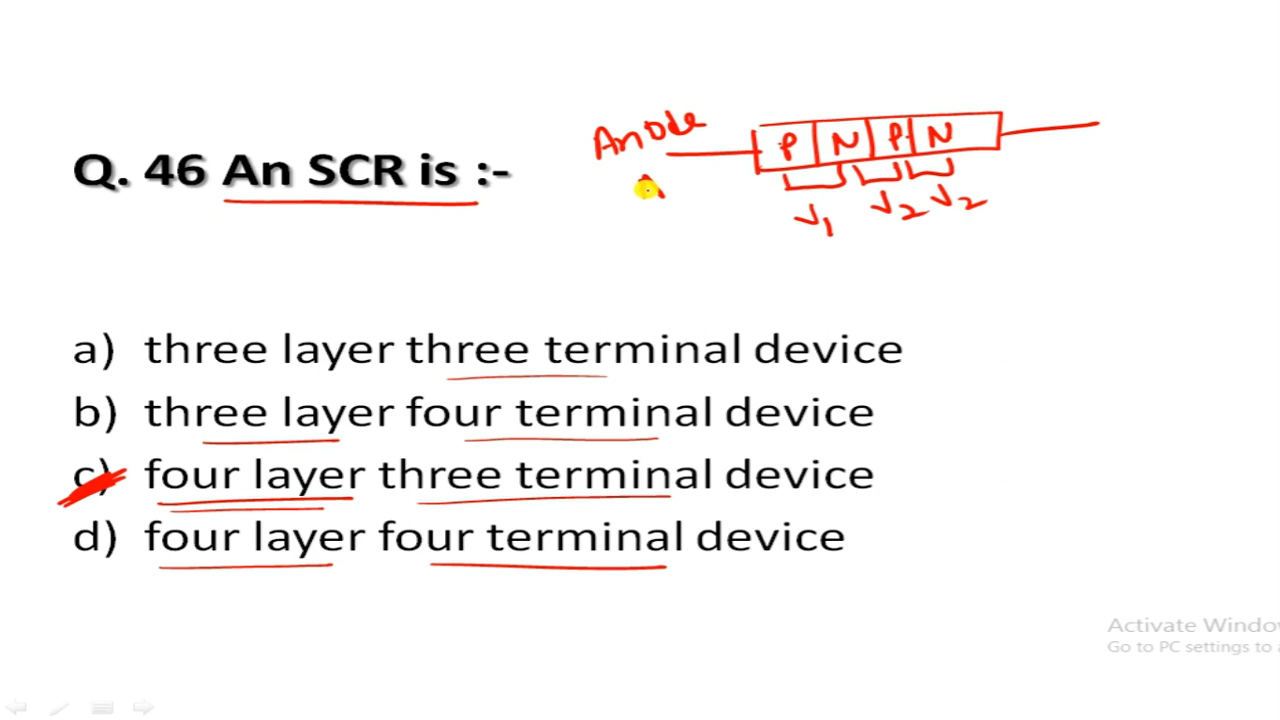 Anode
P N P N
Q. 46 An SCR is :-
J1 J2 J2
a) three layer three terminal device
b) three layer four terminal device
c) four layer three terminal device
d) four layer four terminal device
Activate Windo
Go to PC settings to a